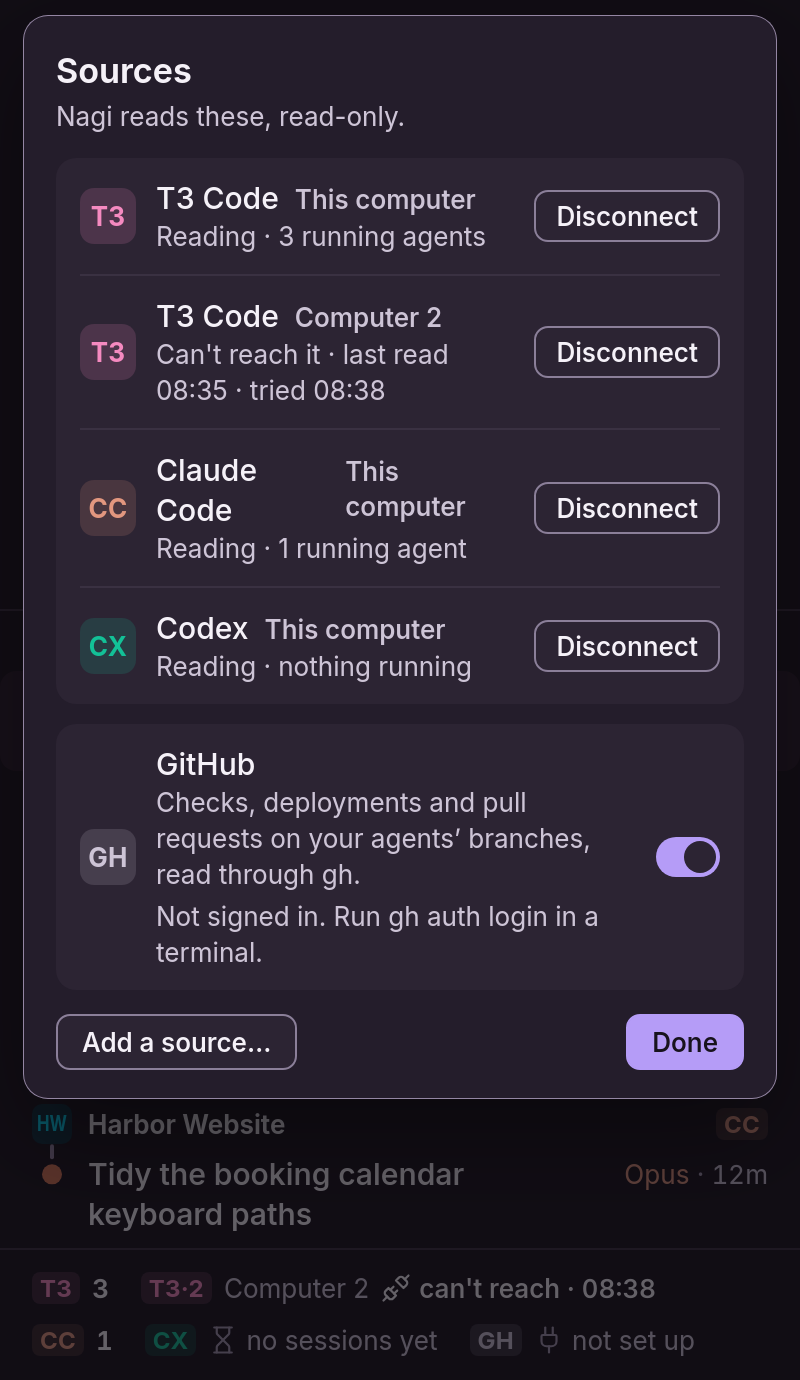 Sources
Nagi reads these, read-only.
T3 T3 Code This computer Disconnect
Reading · 3 running agents
T3 T3 Code Computer 2 Disconnect
Can't reach it · last read
08:35 · tried 08:38
CC Claude Code This computer Disconnect
Reading · 1 running agent
CX Codex This computer Disconnect
Reading · nothing running
GH GitHub
Checks, deployments and pull
requests on your agents’ branches,
read through gh.
Not signed in. Run gh auth login in a
terminal.
Add a source… Done
HW Harbor Website CC
Tidy the booking calendar Opus · 12m
keyboard paths
T3 3 T3·2 Computer 2 can't reach · 08:38
CC 1 CX no sessions yet GH not set up